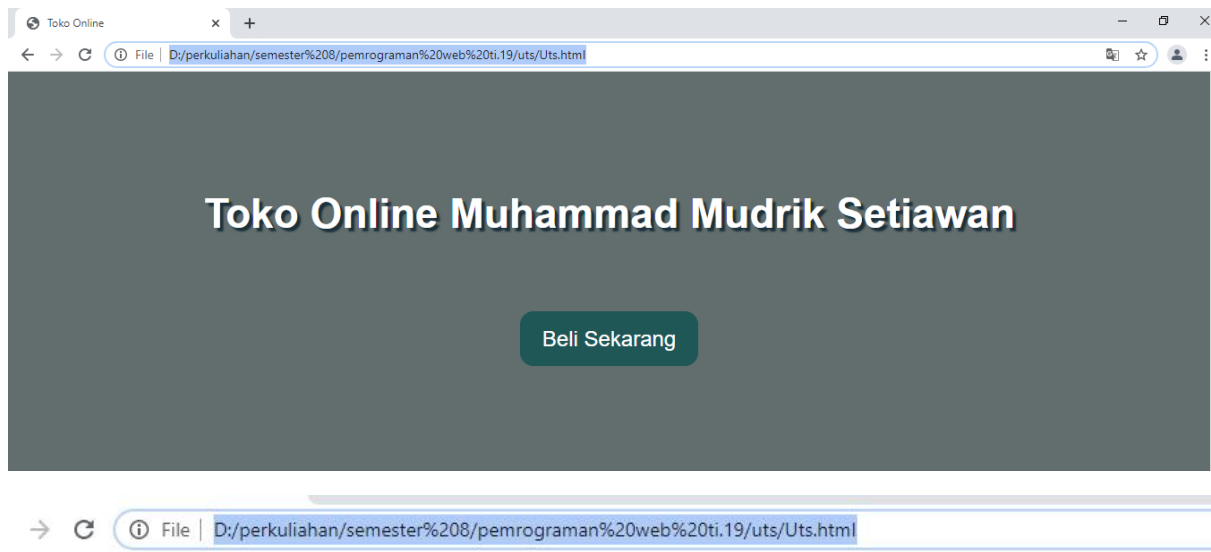 Toko Online
File D:/perkuliahan/semester%208/pemrograman%20web%20ti.19/uts/Uts.html
Toko Online Muhammad Mudrik Setiawan
Beli Sekarang
File D:/perkuliahan/semester%208/pemrograman%20web%20ti.19/uts/Uts.html